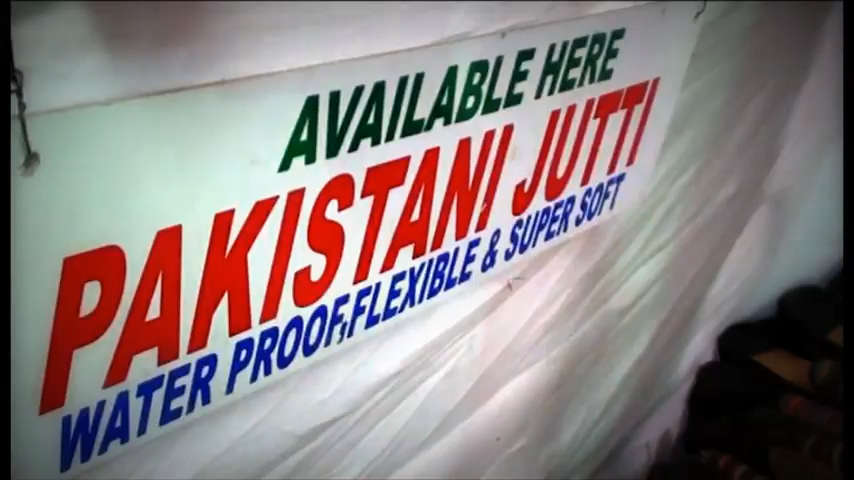 AVAILABLE HERE
PAKISTANI JUTTI
WATER PROOF,FLEXIBLE & SUPER SOFT